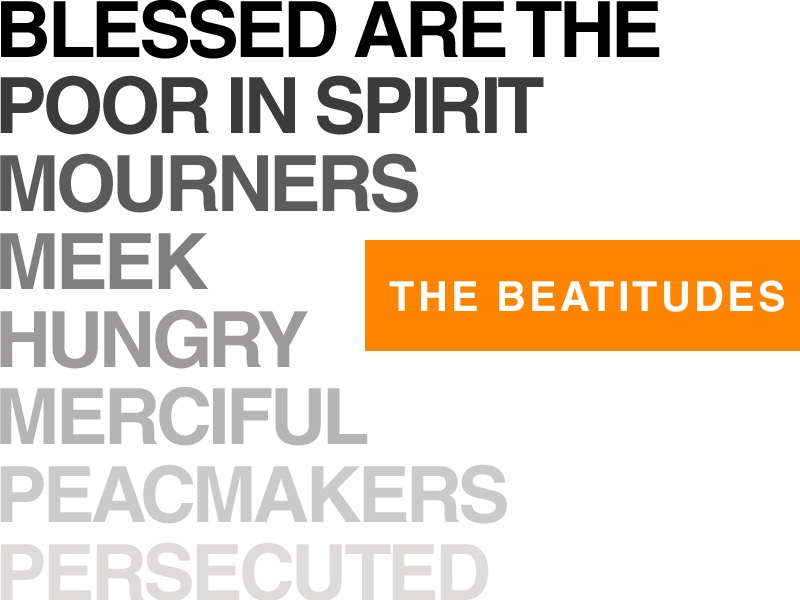 BLESSED ARE THE
POOR IN SPIRIT
MOURNERS
MEEK
THE BEATITUDES
HUNGRY
MERCIFUL
PEACMAKERS
PERSECUTED